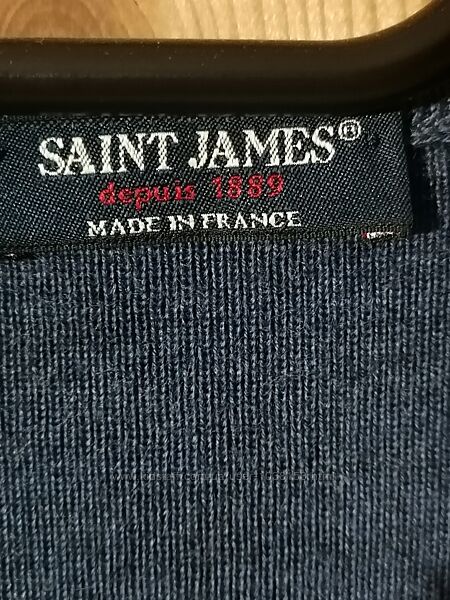 SAINT JAMES®
depuis 1889
MADE IN FRANCE